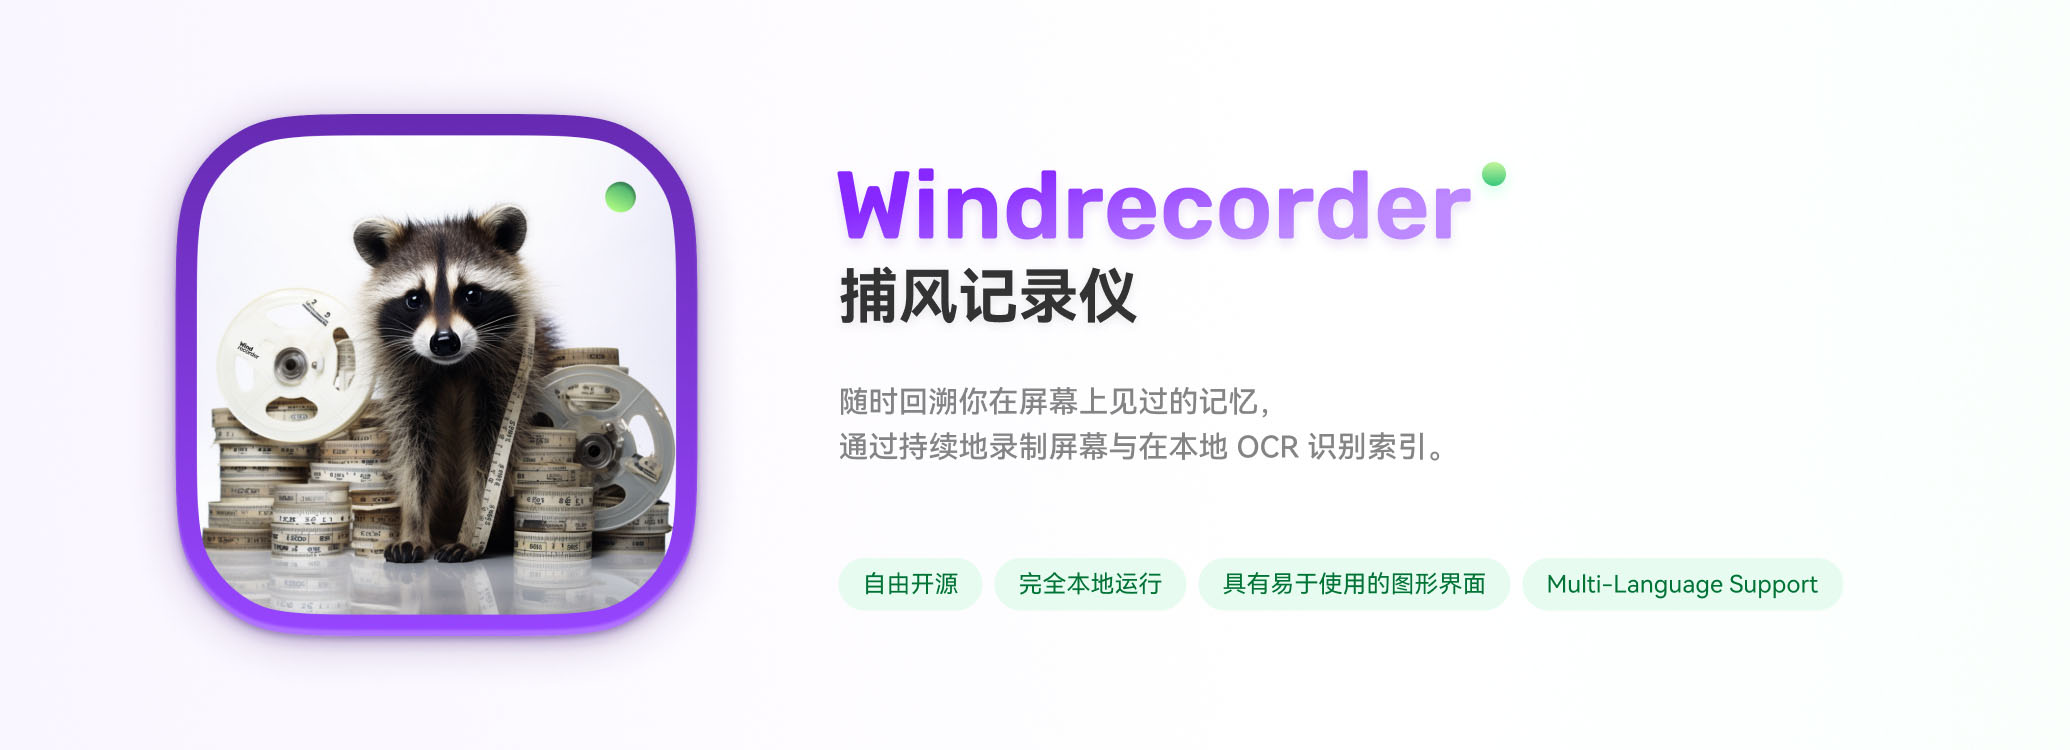 Wind
recorder
Windrecorder
捕风记录仪
随时回溯你在屏幕上见过的记忆，
通过持续地录制屏幕与在本地 OCR 识别索引。
自由开源
完全本地运行
具有易于使用的图形界面
Multi-Language Support